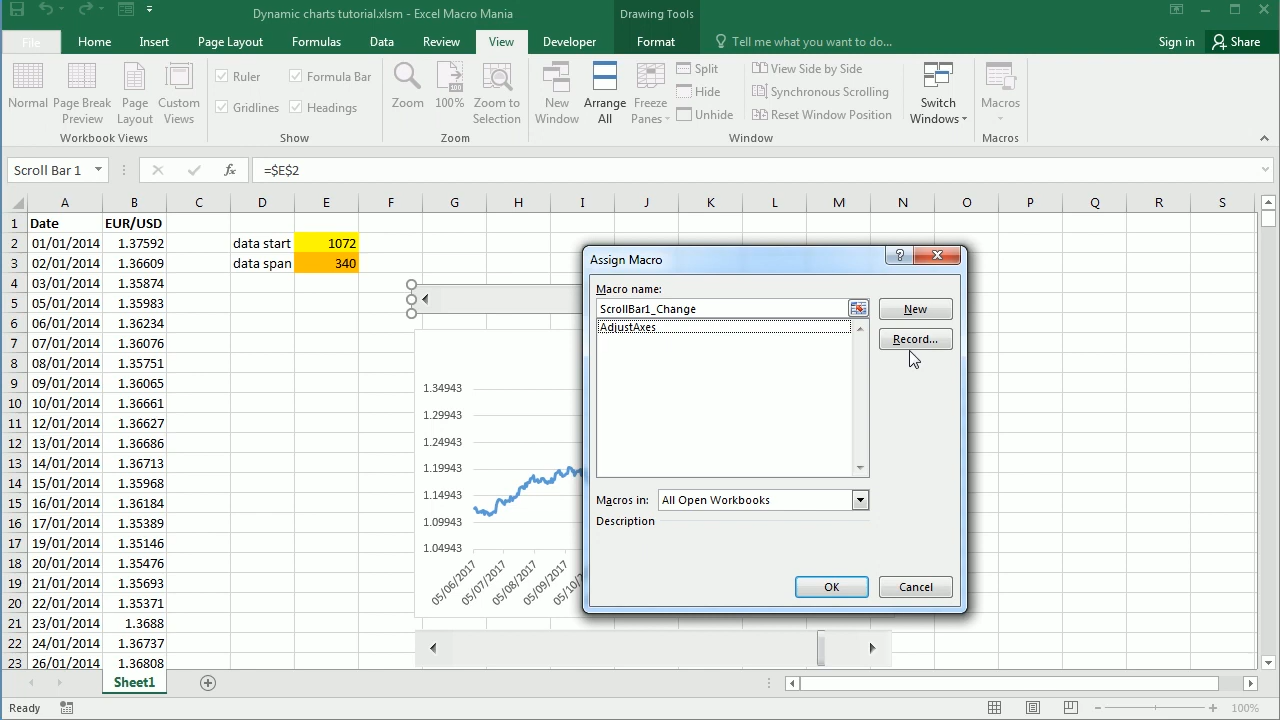 Dynamic charts tutorial.xlsm - Excel Macro Mania
Drawing Tools
File Home Insert Page Layout Formulas Data Review View Developer Format Tell me what you want to do... Sign in Share
Normal Page Break Preview Page Layout Custom Views
Workbook Views
Ruler Formula Bar
Gridlines Headings
Show
Zoom 100% Zoom to Selection
Zoom
New Window Arrange All Freeze Panes
Split
Hide
Unhide
View Side by Side
Synchronous Scrolling
Reset Window Position
Switch Windows
Window
Macros
Macros
Scroll Bar 1 fx =$E$2
A B C D E F G H I J K L M N O P Q R S
1 Date EUR/USD
2 01/01/2014 1.37592 data start 1072
3 02/01/2014 1.36609 data span 340
4 03/01/2014 1.35874
5 05/01/2014 1.35983
6 06/01/2014 1.36234
7 07/01/2014 1.36076
8 08/01/2014 1.35751
9 09/01/2014 1.36065
10 10/01/2014 1.36661
11 12/01/2014 1.36627
12 13/01/2014 1.36686
13 14/01/2014 1.36713
14 15/01/2014 1.35968
15 16/01/2014 1.36184
16 17/01/2014 1.35389
17 19/01/2014 1.35146
18 20/01/2014 1.35476
19 21/01/2014 1.35693
20 22/01/2014 1.35371
21 23/01/2014 1.3688
22 24/01/2014 1.36737
23 26/01/2014 1.36808
1.34943
1.29943
1.24943
1.19943
1.14943
1.09943
1.04943
05/06/2017 05/07/2017 05/08/2017 05/09/2017
Assign Macro
Macro name:
ScrollBar1_Change
AdjustAxes
New
Record...
Macros in: All Open Workbooks
Description
OK Cancel
Sheet1
Ready
100%